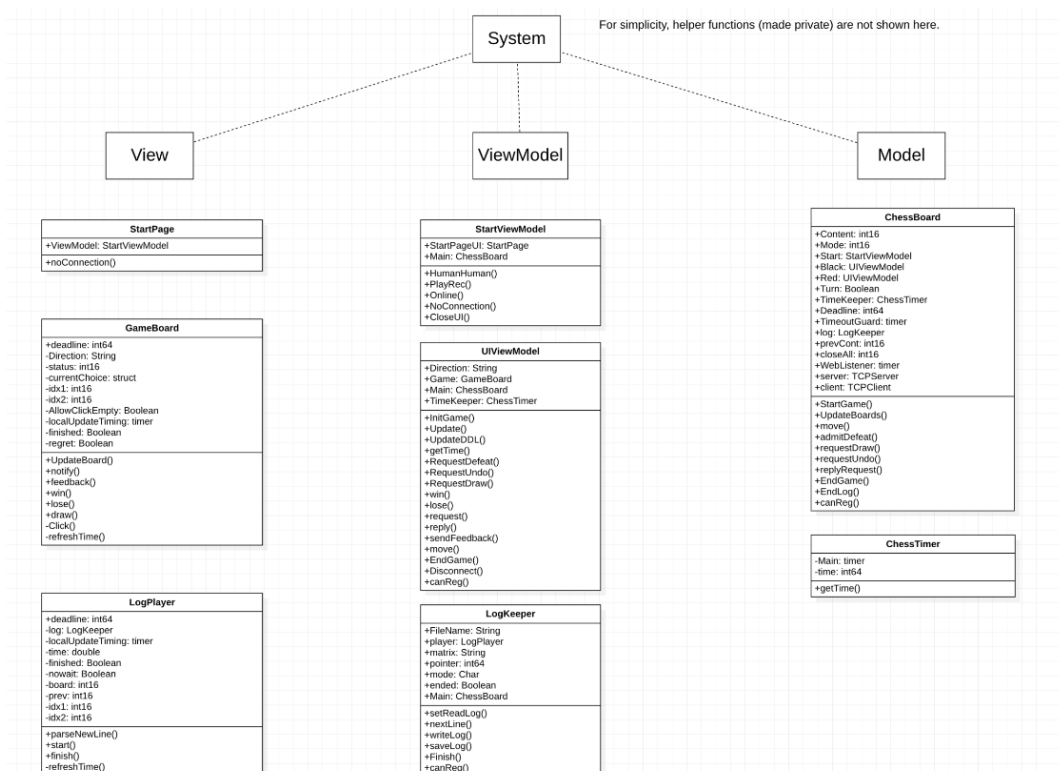 System
For simplicity, helper functions (made private) are not shown here.
View
ViewModel
Model
StartPage
+ViewModel: StartViewModel
+noConnection()
GameBoard
+deadline: int64
-Direction: String
-status: int16
-currentChoice: struct
-idx1: int16
-idx2: int16
-AllowClickEmpty: Boolean
-localUpdateTiming: timer
-finished: Boolean
-regret: Boolean
+UpdateBoard()
+notify()
+feedback()
+win()
+lose()
+draw()
-Click()
-refreshTime()
LogPlayer
+deadline: int64
-log: LogKeeper
-localUpdateTiming: timer
-time: double
-finished: Boolean
-nowait: Boolean
-board: int16
-prev: int16
-idx1: int16
-idx2: int16
+parseNewLine()
+start()
+finish()
-refreshTime()
StartViewModel
+StartPageUI: StartPage
+Main: ChessBoard
+HumanHuman()
+PlayRec()
+Online()
+NoConnection()
+CloseUI()
UIViewModel
+Direction: String
+Game: GameBoard
+Main: ChessBoard
+TimeKeeper: ChessTimer
+InitGame()
+Update()
+UpdateDDL()
+getTime()
+RequestDefeat()
+RequestUndo()
+RequestDraw()
+win()
+lose()
+request()
+reply()
+sendFeedback()
+move()
+EndGame()
+Disconnect()
+canReg()
LogKeeper
+FileName: String
+player: LogPlayer
+matrix: String
+pointer: int64
+mode: Char
+ended: Boolean
+Main: ChessBoard
+setReadLog()
+nextLine()
+writeLog()
+saveLog()
+Finish()
+canReg()
ChessBoard
+Content: int16
+Mode: int16
+Start: StartViewModel
+Black: UIViewModel
+Red: UIViewModel
+Turn: Boolean
+TimeKeeper: ChessTimer
+Deadline: int64
+TimeoutGuard: timer
+log: LogKeeper
+prevCont: int16
+closeAll: int16
+WebListener: timer
+server: TCPServer
+client: TCPClient
+StartGame()
+UpdateBoards()
+move()
+admitDefeat()
+requestDraw()
+requestUndo()
+replyRequest()
+EndGame()
+EndLog()
+canReg()
ChessTimer
-Main: timer
-time: int64
+getTime()